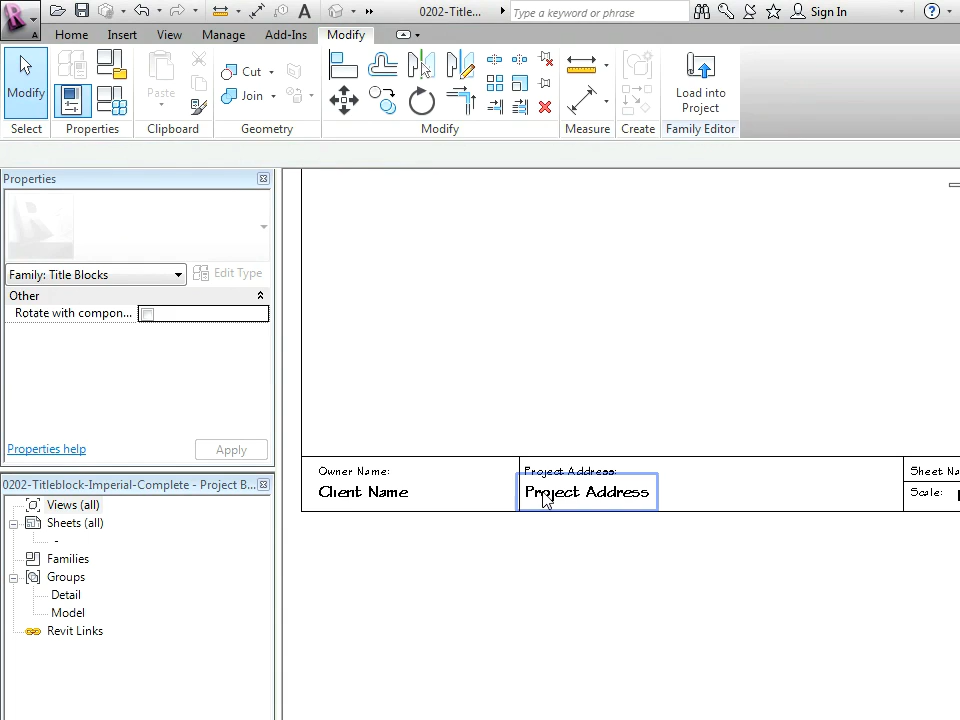 0202-Title...
Type a keyword or phrase
Sign In
Home
Insert
View
Manage
Add-Ins
Modify
Modify
Paste
Cut
Join
Load into
Project
Select
Properties
Clipboard
Geometry
Modify
Measure
Create
Family Editor
Properties
Family: Title Blocks
Edit Type
Other
Rotate with compon...
Properties help
Apply
0202-Titleblock-Imperial-Complete - Project B...
Views (all)
Sheets (all)
-
Families
Groups
Detail
Model
Revit Links
Owner Name:
Client Name
Project Address:
Project Address
Sheet Na
Scale: